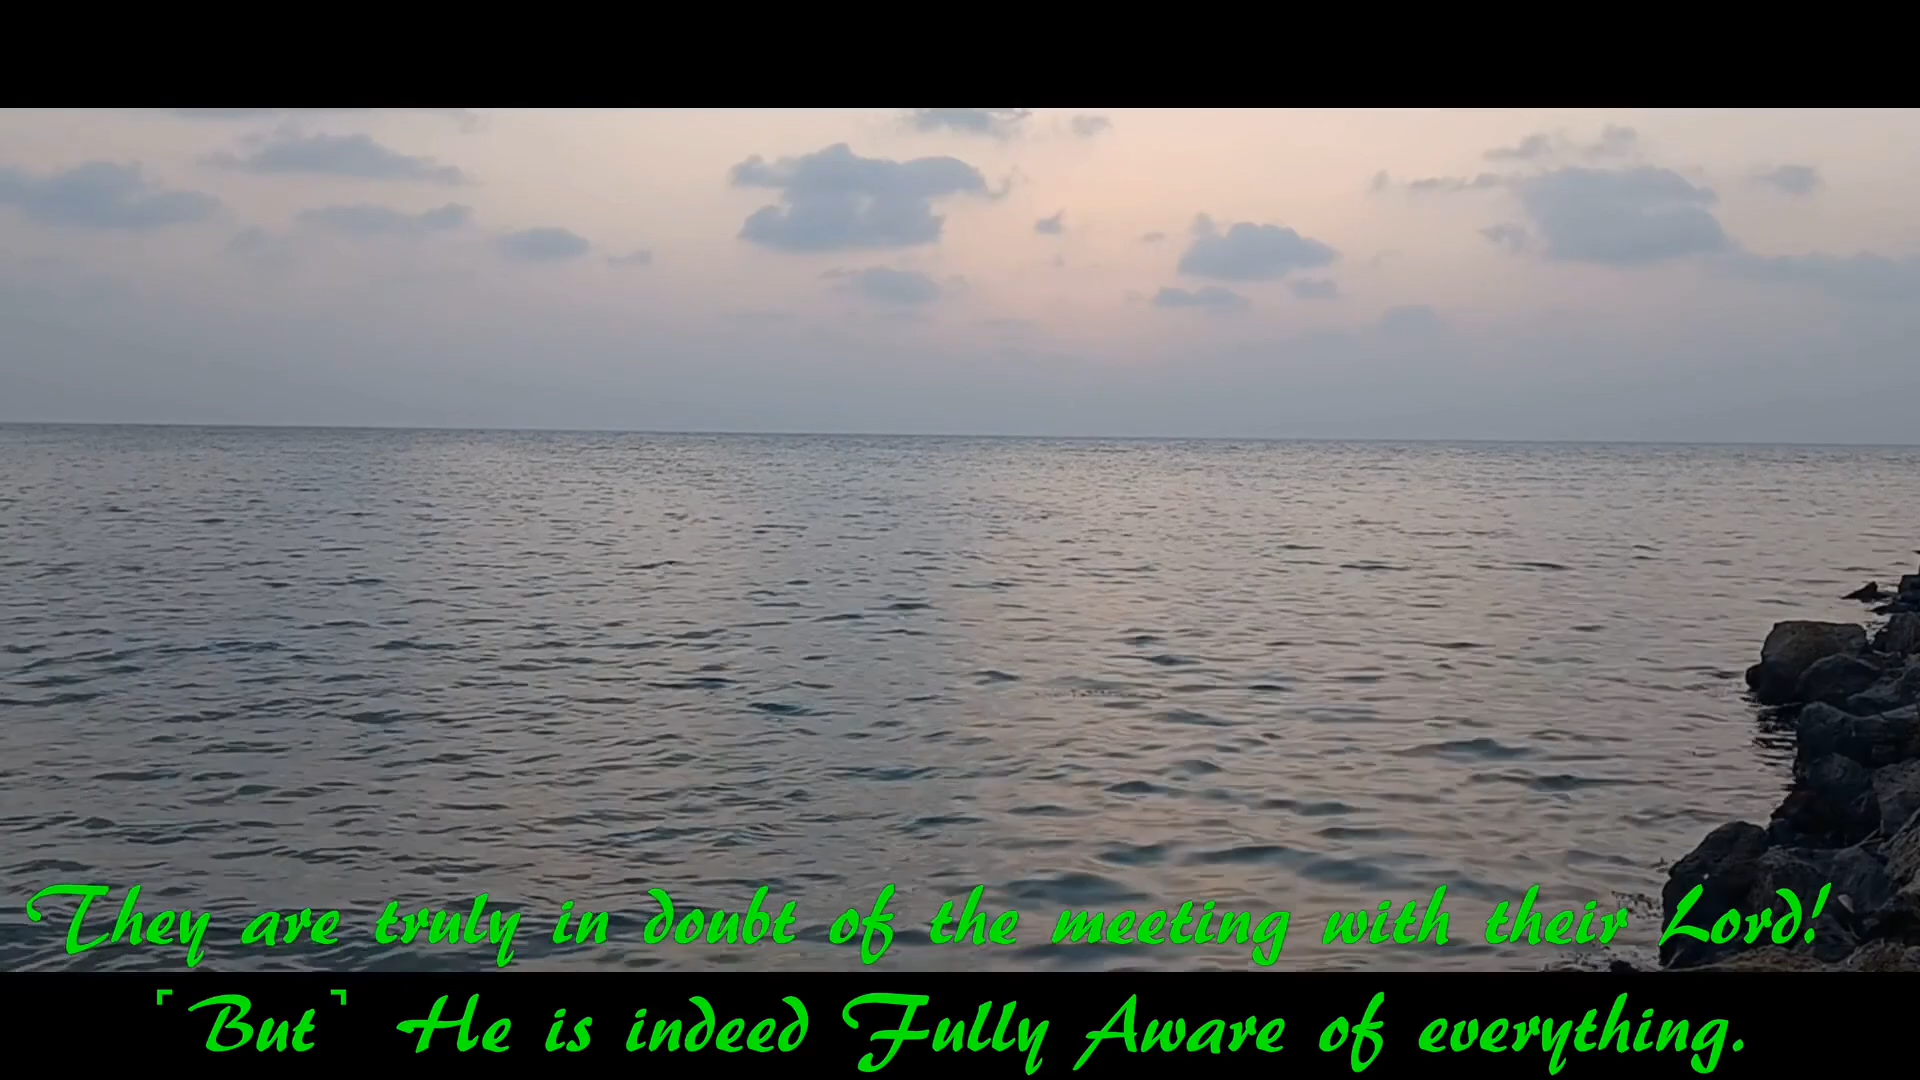 They are truly in doubt of the meeting with their Lord!
⸢But⸣ He is indeed Fully Aware of everything.